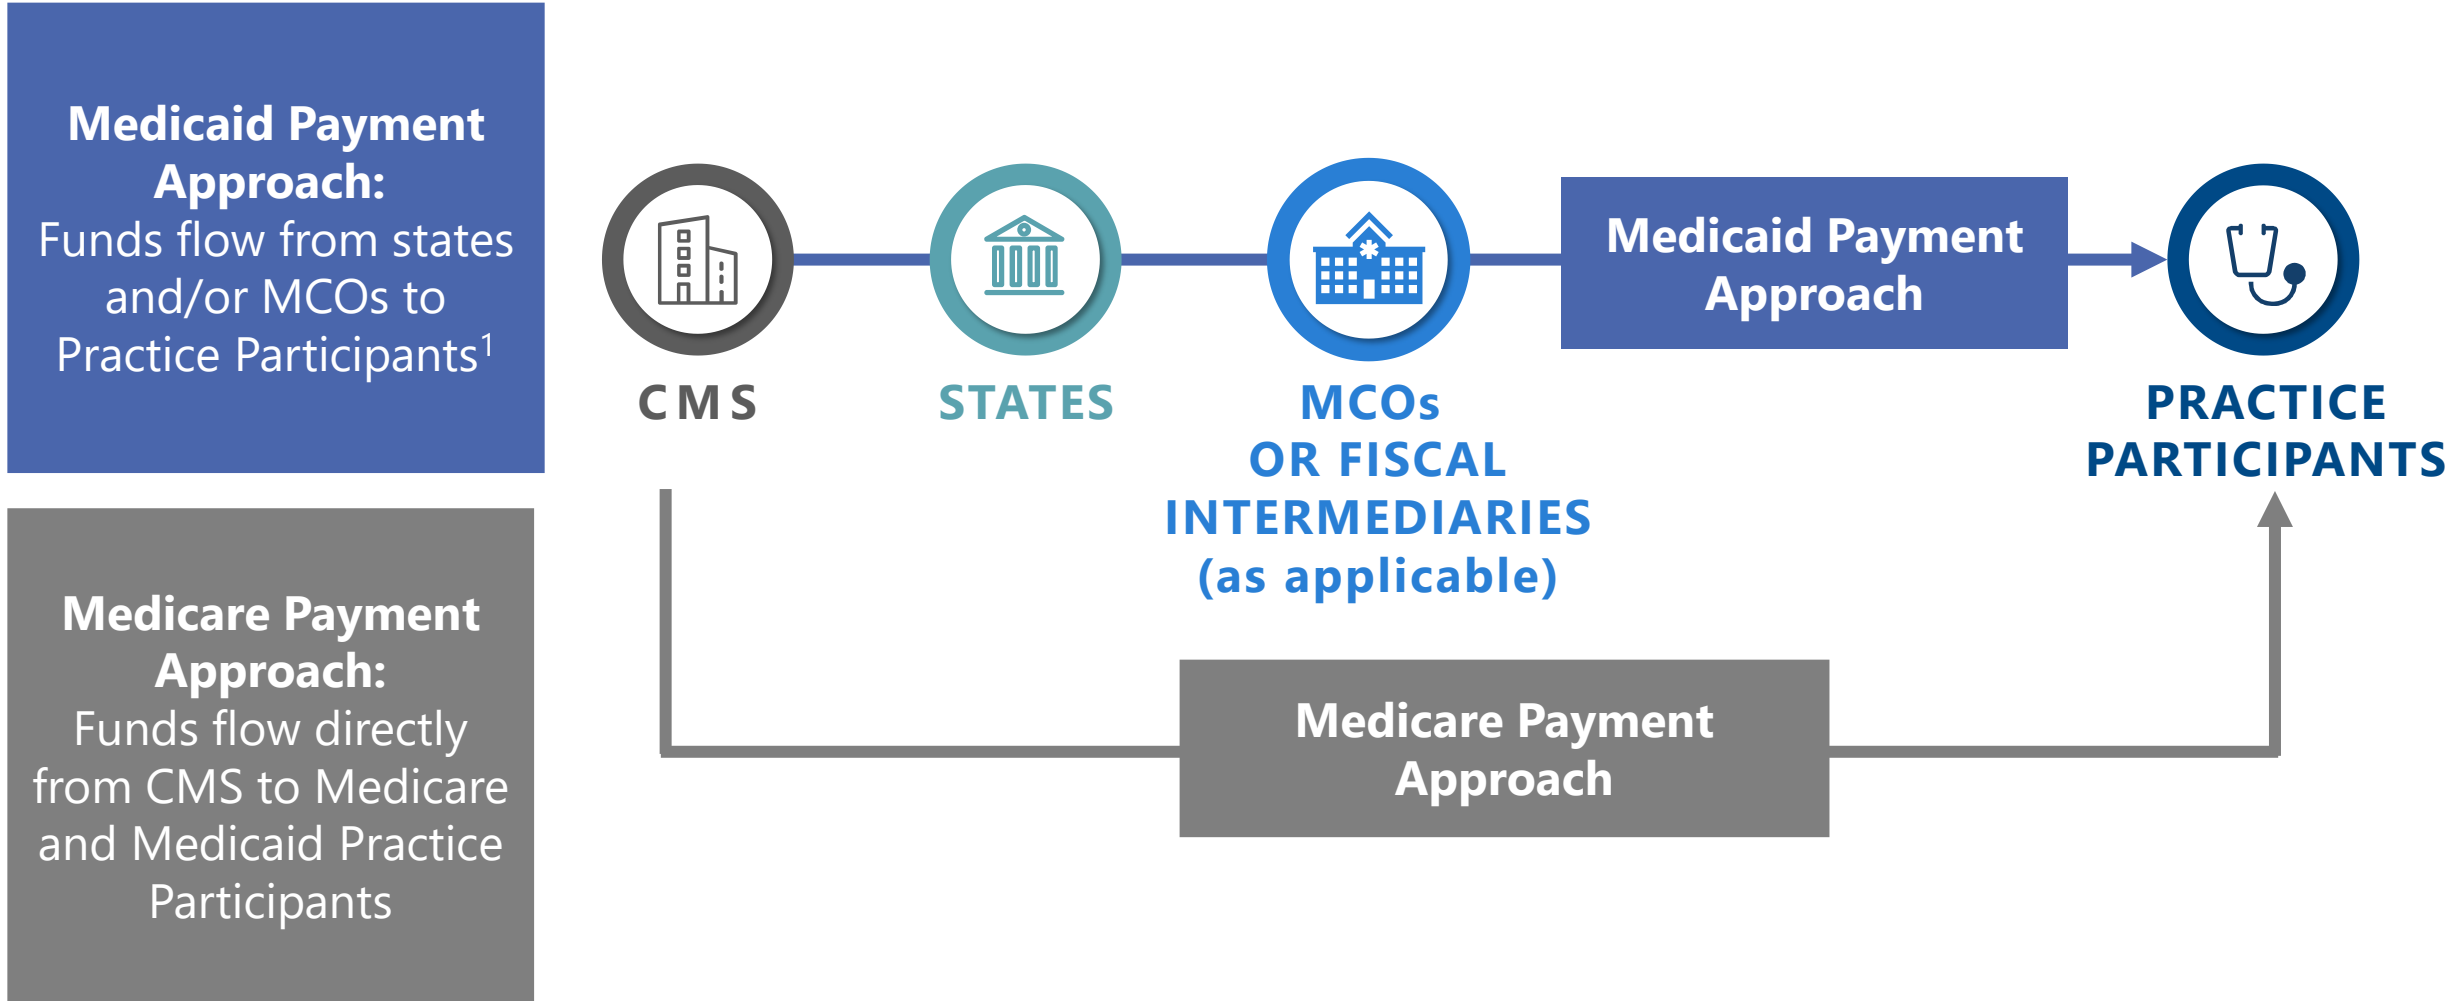 Medicaid Payment
Approach:
Funds flow from states
and/or MCOs to
Practice Participants¹
Medicare Payment
Approach:
Funds flow directly
from CMS to Medicare
and Medicaid Practice
Participants
CMS
STATES
MCOs
OR FISCAL
INTERMEDIARIES
(as applicable)
Medicaid Payment
Approach
PRACTICE
PARTICIPANTS
Medicare Payment
Approach